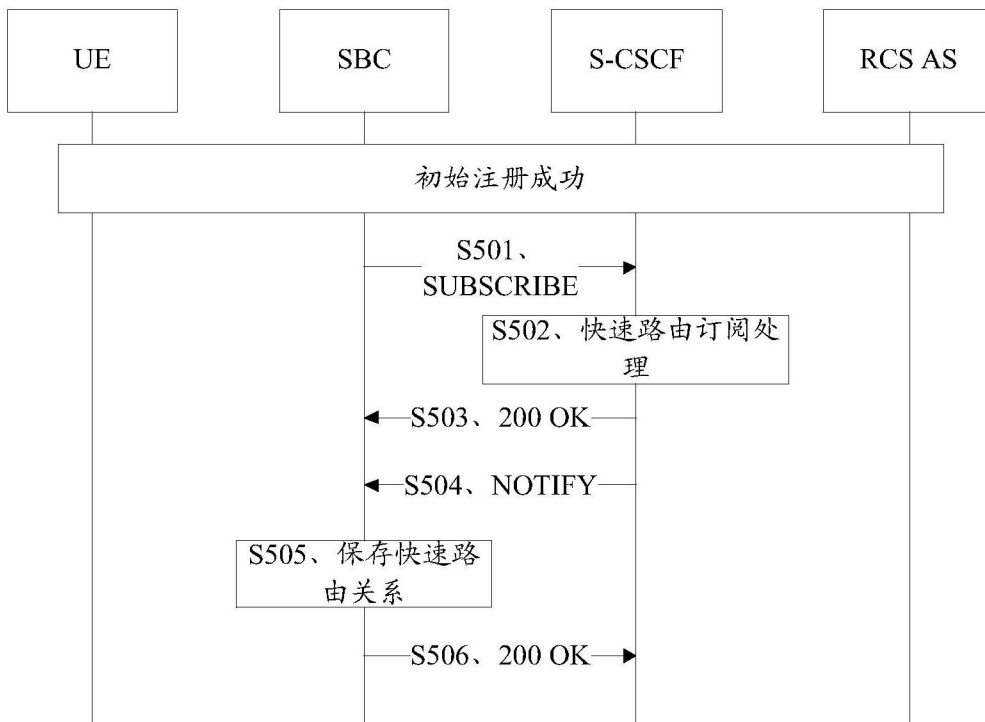 UE
SBC
S-CSCF
RCS AS
初始注册成功
S501、
SUBSCRIBE
S502、快速路由订阅处
理
S503、200 OK
S504、NOTIFY
S505、保存快速路
由关系
S506、200 OK